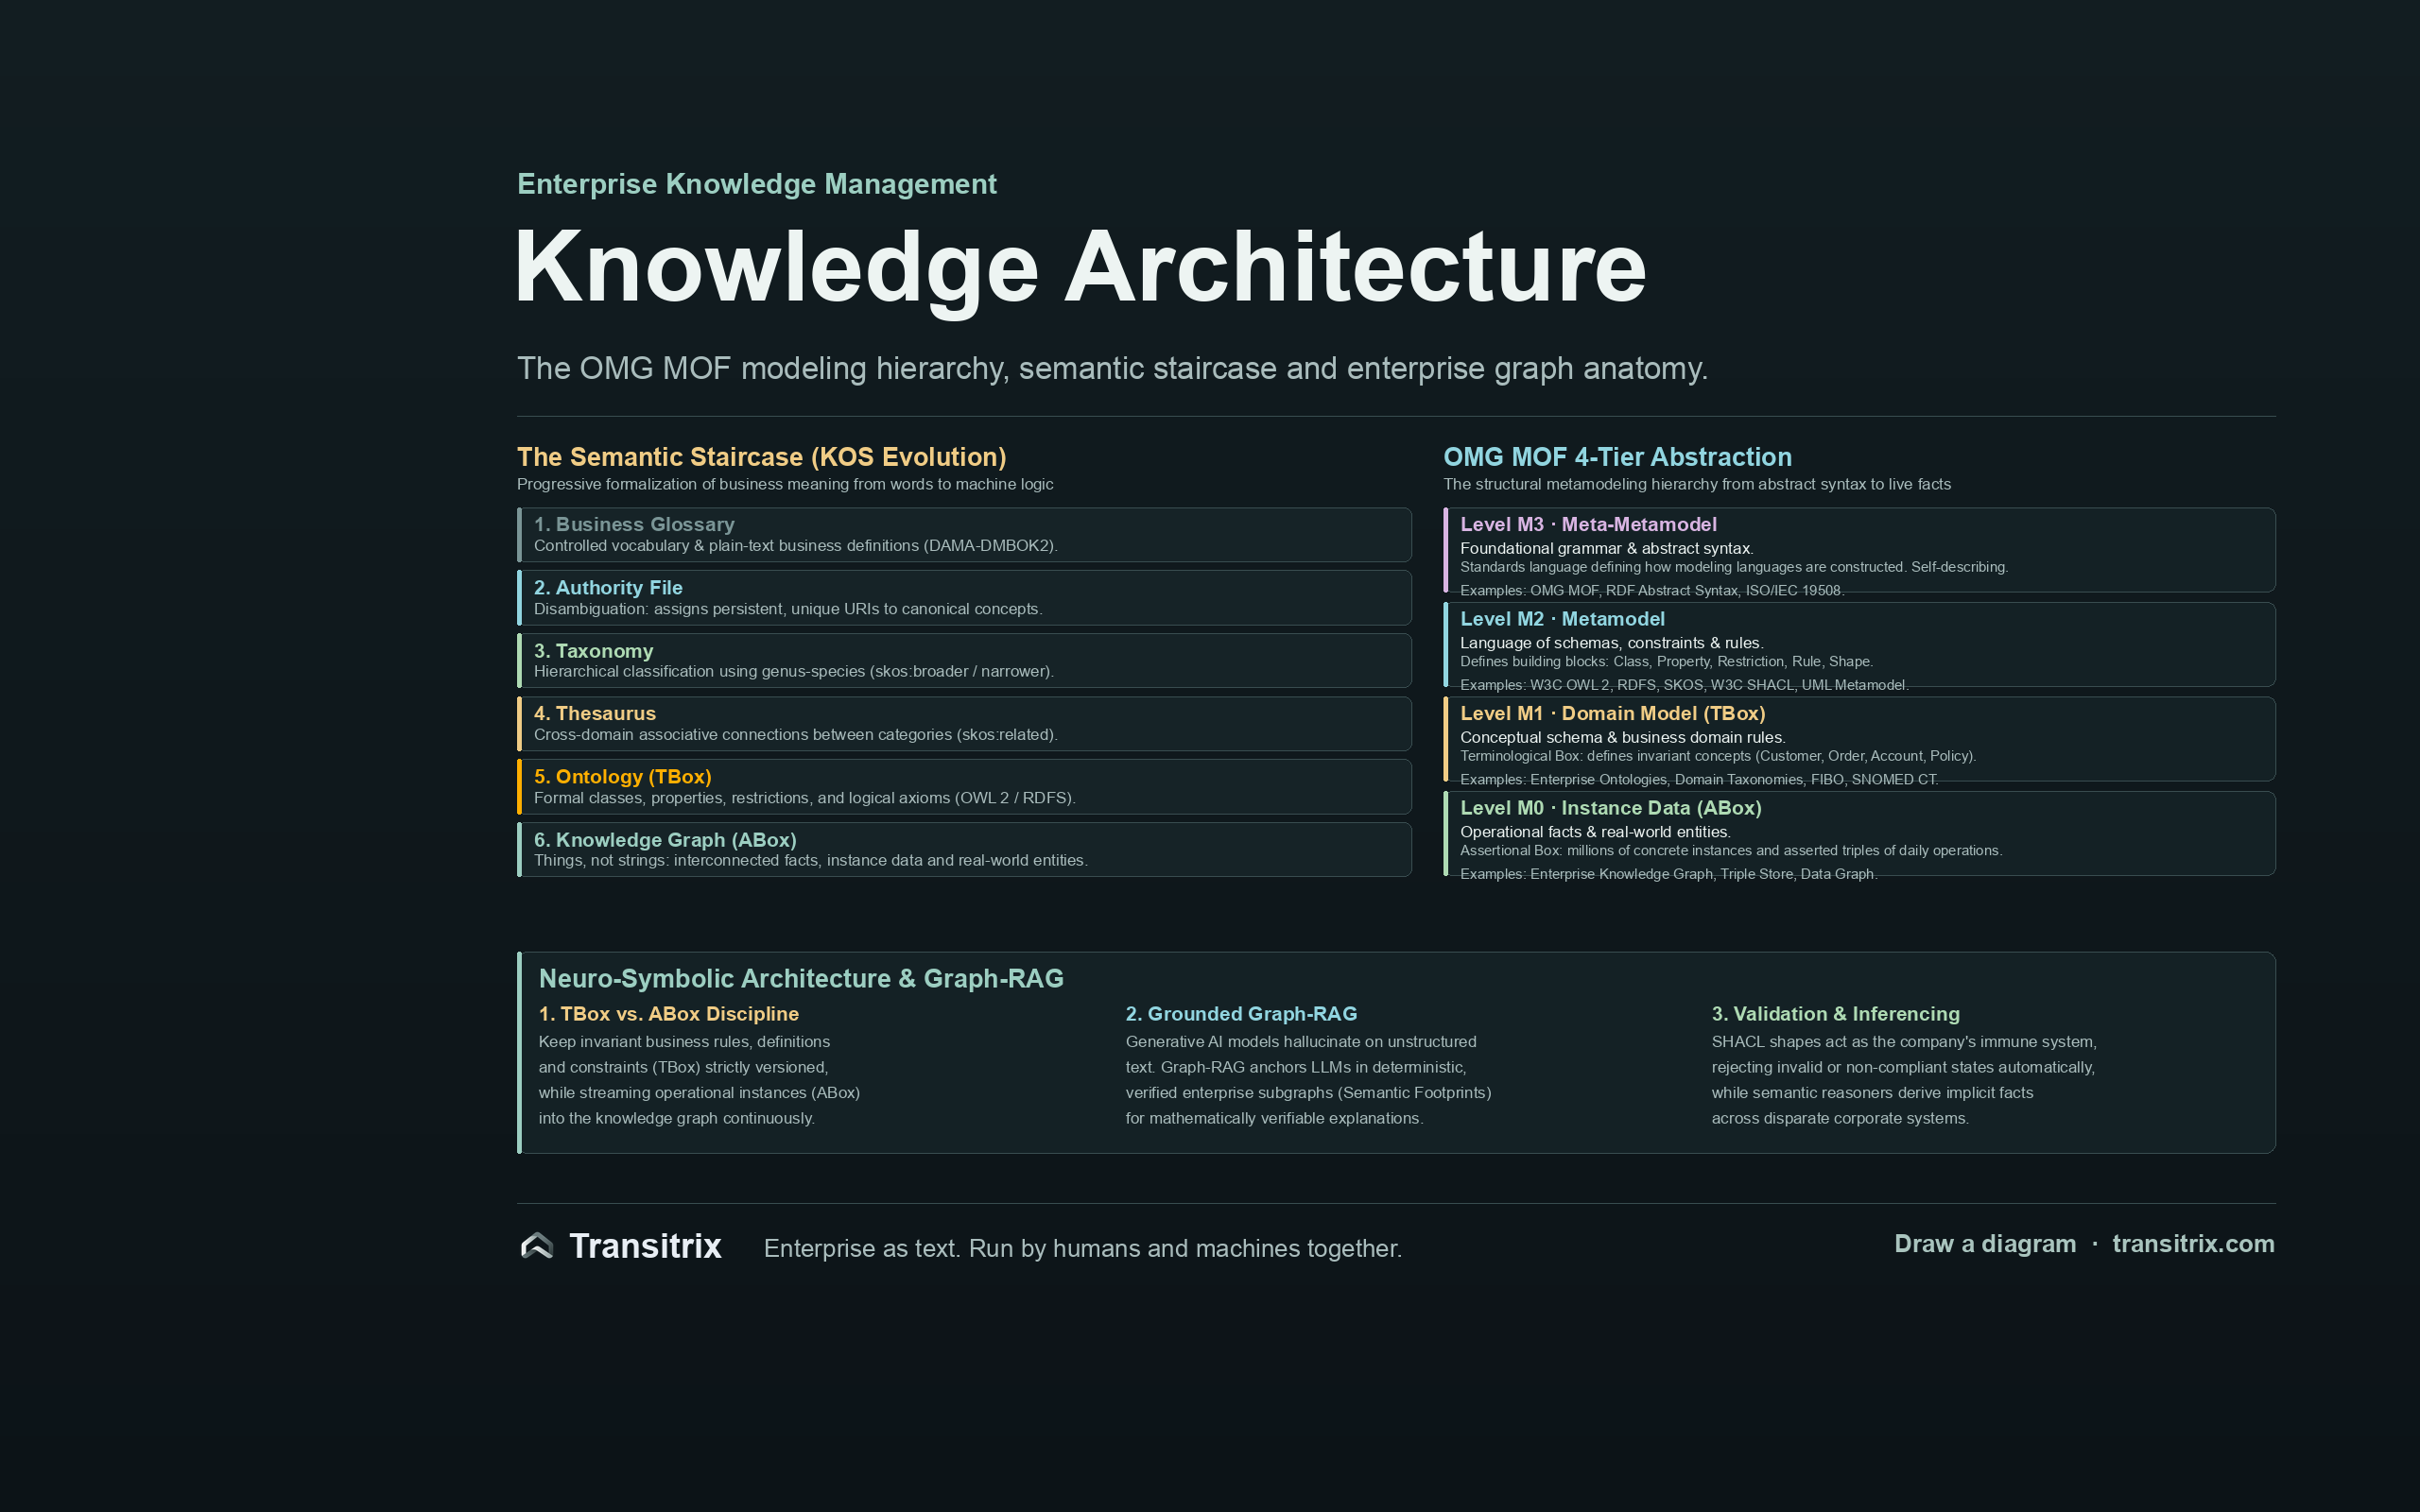 Enterprise Knowledge Management
Knowledge Architecture
The OMG MOF modeling hierarchy, semantic staircase and enterprise graph anatomy.
The Semantic Staircase (KOS Evolution)
Progressive formalization of business meaning from words to machine logic
1. Business Glossary
Controlled vocabulary & plain-text business definitions (DAMA-DMBOK2).
2. Authority File
Disambiguation: assigns persistent, unique URIs to canonical concepts.
3. Taxonomy
Hierarchical classification using genus-species (skos:broader / narrower).
4. Thesaurus
Cross-domain associative connections between categories (skos:related).
5. Ontology (TBox)
Formal classes, properties, restrictions, and logical axioms (OWL 2 / RDFS).
6. Knowledge Graph (ABox)
Things, not strings: interconnected facts, instance data and real-world entities.
OMG MOF 4-Tier Abstraction
The structural metamodeling hierarchy from abstract syntax to live facts
Level M3 · Meta-Metamodel
Foundational grammar & abstract syntax.
Standards language defining how modeling languages are constructed. Self-describing.
Examples: OMG MOF, RDF Abstract Syntax, ISO/IEC 19508.
Level M2 · Metamodel
Language of schemas, constraints & rules.
Defines building blocks: Class, Property, Restriction, Rule, Shape.
Examples: W3C OWL 2, RDFS, SKOS, W3C SHACL, UML Metamodel.
Level M1 · Domain Model (TBox)
Conceptual schema & business domain rules.
Terminological Box: defines invariant concepts (Customer, Order, Account, Policy).
Examples: Enterprise Ontologies, Domain Taxonomies, FIBO, SNOMED CT.
Level M0 · Instance Data (ABox)
Operational facts & real-world entities.
Assertional Box: millions of concrete instances and asserted triples of daily operations.
Examples: Enterprise Knowledge Graph, Triple Store, Data Graph.
Neuro-Symbolic Architecture & Graph-RAG
1. TBox vs. ABox Discipline
Keep invariant business rules, definitions
and constraints (TBox) strictly versioned,
while streaming operational instances (ABox)
into the knowledge graph continuously.
2. Grounded Graph-RAG
Generative AI models hallucinate on unstructured
text. Graph-RAG anchors LLMs in deterministic,
verified enterprise subgraphs (Semantic Footprints)
for mathematically verifiable explanations.
3. Validation & Inferencing
SHACL shapes act as the company's immune system,
rejecting invalid or non-compliant states automatically,
while semantic reasoners derive implicit facts
across disparate corporate systems.
Transitrix
Enterprise as text. Run by humans and machines together.
Draw a diagram · transitrix.com